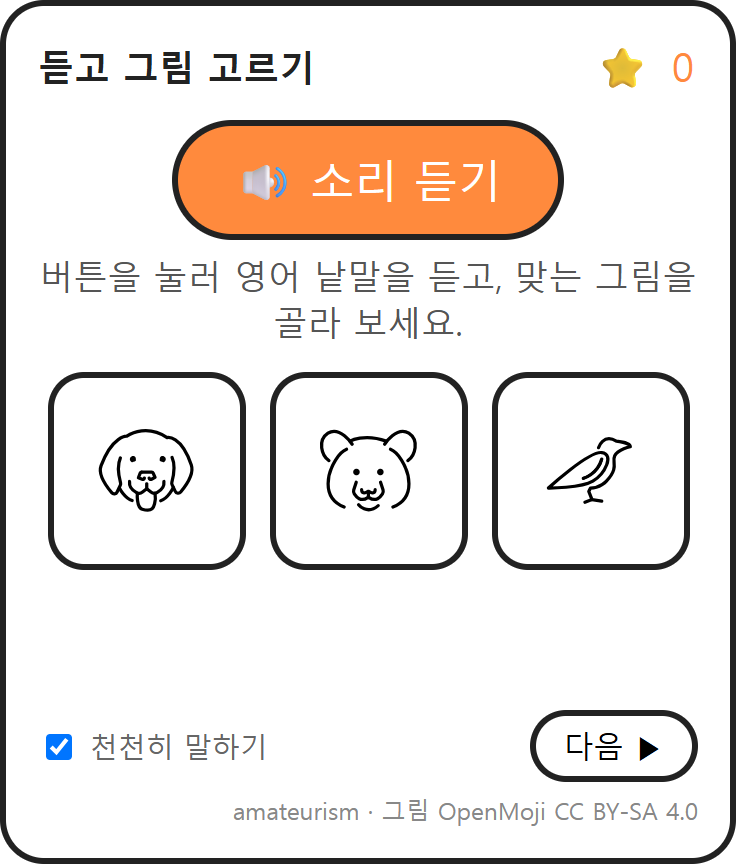 듣고 그림 고르기
0
소리 듣기
버튼을 눌러 영어 낱말을 듣고, 맞는 그림을
골라 보세요.
천천히 말하기
다음 ▶
amateurism · 그림 OpenMoji CC BY-SA 4.0